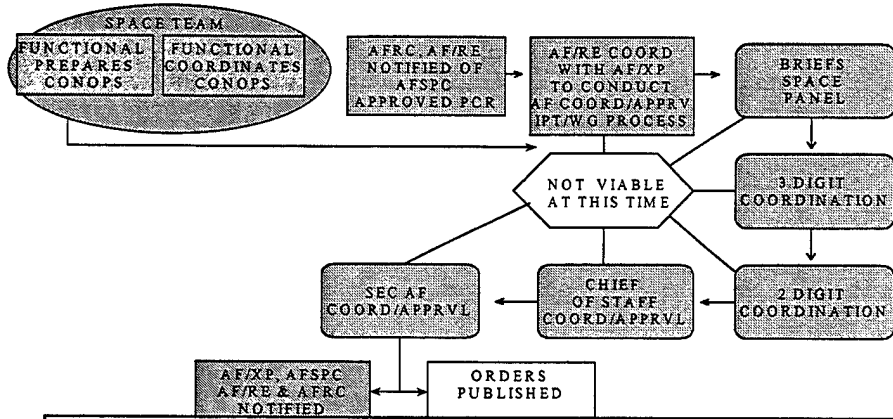 SPACE TEAM
FUNCTIONAL
PREPARES
CONOPS
FUNCTIONAL
COORDINATES
CONOPS
AFRC, AF/RE
NOTIFIED OF
AFSPC
APPROVED PCR
AF/RE COORD
WITH AF/XP
TO CONDUCT
AF COORD/APPRV
IPT/WG PROCESS
BRIEFS
SPACE
PANEL
NOT VIABLE
AT THIS TIME
3 DIGIT
COORDINATION
SEC AF
COORD/APPRVL
CHIEF
OF STAFF
COORD/APPRVL
2 DIGIT
COORDINATION
AF/XP, AFSPC
AF/RE & AFRC
NOTIFIED
ORDERS
PUBLISHED